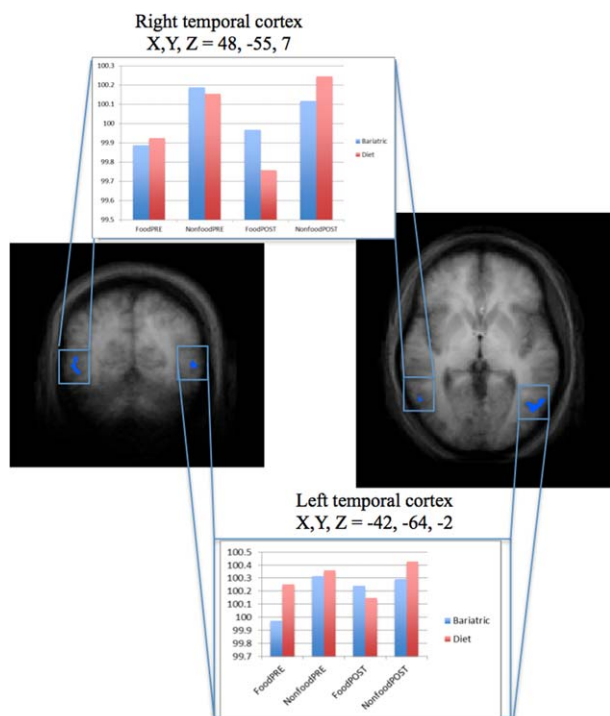 Right temporal cortex
X,Y, Z = 48, -55, 7
100.3
100.2
100.1
100
99.9
99.8
99.7
99.6
99.5
FoodPRE NonfoodPRE FoodPOST NonfoodPOST
Bariatric
Diet
Left temporal cortex
X,Y, Z = -42, -64, -2
100.5
100.4
100.3
100.2
100.1
100
99.9
99.8
99.7
FoodPRE NonfoodPRE FoodPOST NonfoodPOST
Bariatric
Diet